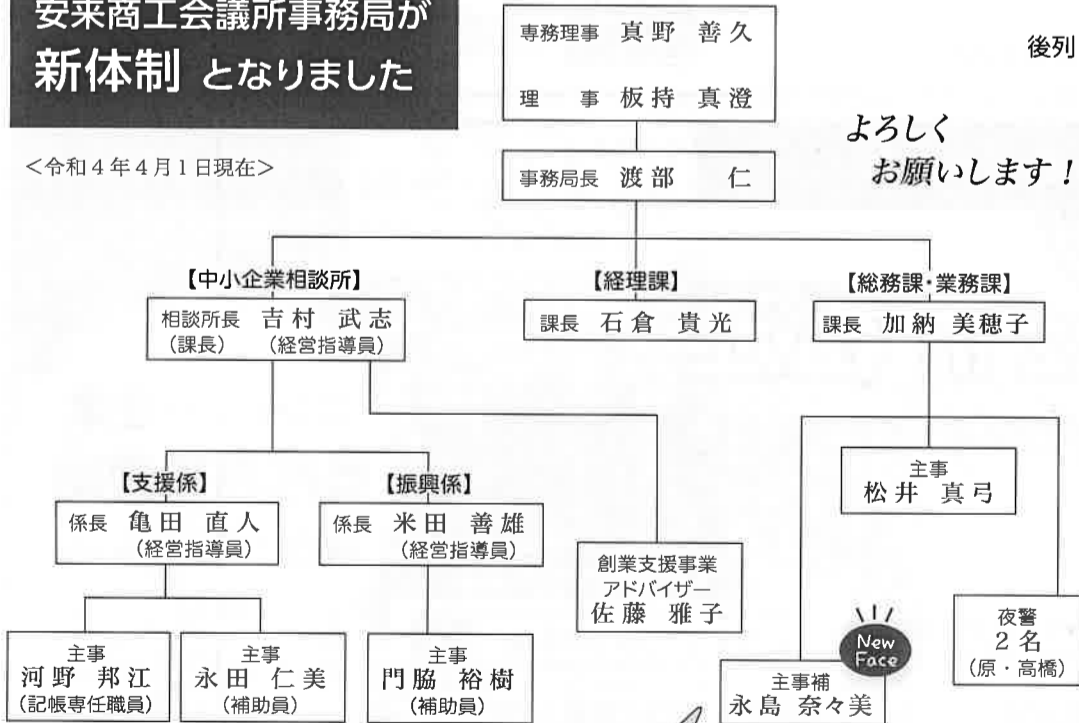 安来商工会議所事務局が
新体制 となりました
<令和4年4月1日現在>
専務理事 真野 善久
理 事 板持 真澄
後列
よろしく
お願いします!
事務局長 渡部 仁
【中小企業相談所】
相談所長 吉村 武志
(課長) (経営指導員)
【経理課】
課長 石倉 貴光
【総務課・業務課】
課長 加納 美穂子
【支援係】
係長 亀田 直人
(経営指導員)
【振興係】
係長 米田 善雄
(経営指導員)
創業支援事業
アドバイザー
佐藤 雅子
主事
松井 真弓
主事
河野 邦江
(記帳専任職員)
主事
永田 仁美
(補助員)
主事
門脇 裕樹
(補助員)
New
Face
主事補
永島 奈々美
夜警
2名
(原・高橋)